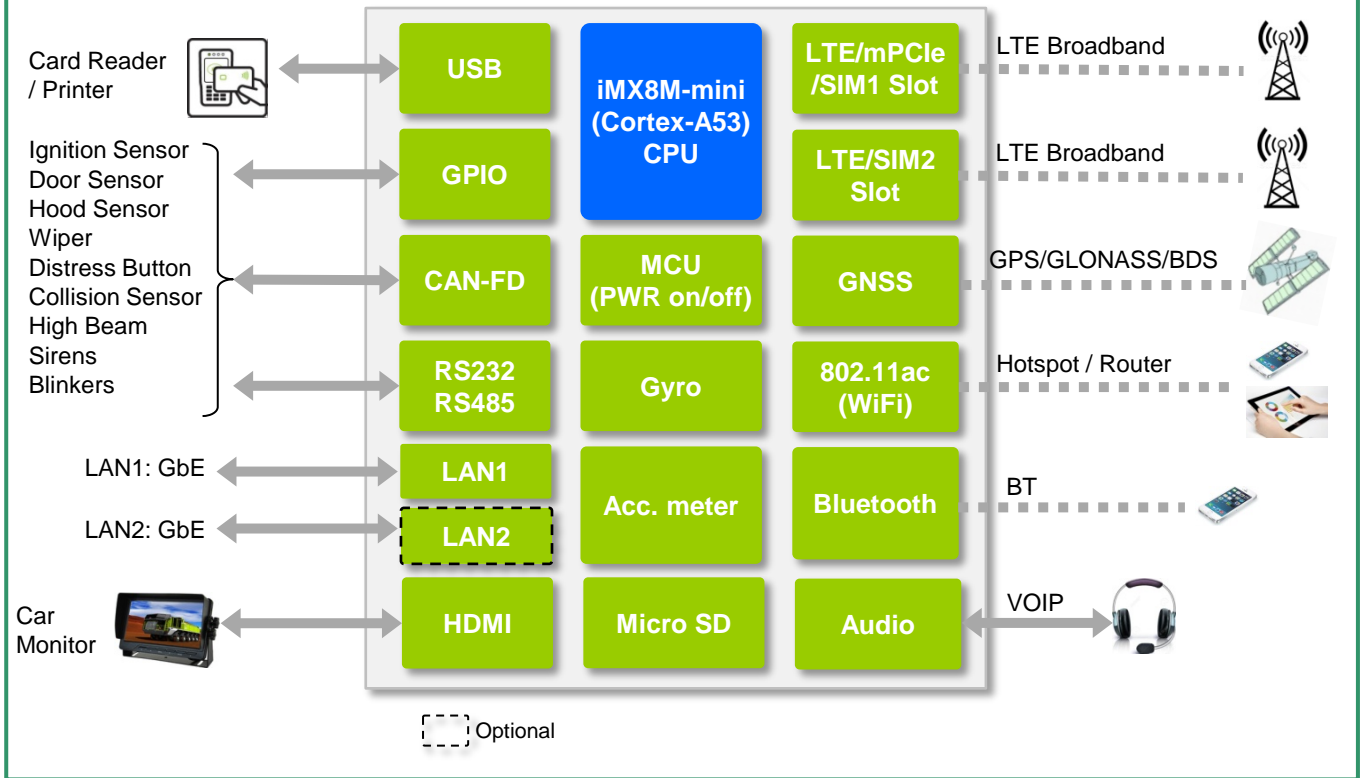 Card Reader
/ Printer
USB
iMX8M-mini
(Cortex-A53)
CPU
LTE/mPCIe
/SIM1 Slot
LTE Broadband
Ignition Sensor
Door Sensor
Hood Sensor
Wiper
Distress Button
Collision Sensor
High Beam
Sirens
Blinkers
GPIO
LTE/SIM2
Slot
LTE Broadband
CAN-FD
MCU
(PWR on/off)
GNSS
GPS/GLONASS/BDS
RS232
RS485
Gyro
802.11ac
(WiFi)
Hotspot / Router
LAN1: GbE
LAN1
Acc. meter
Bluetooth
BT
LAN2: GbE
LAN2
Car
Monitor
HDMI
Micro SD
Audio
VOIP
Optional